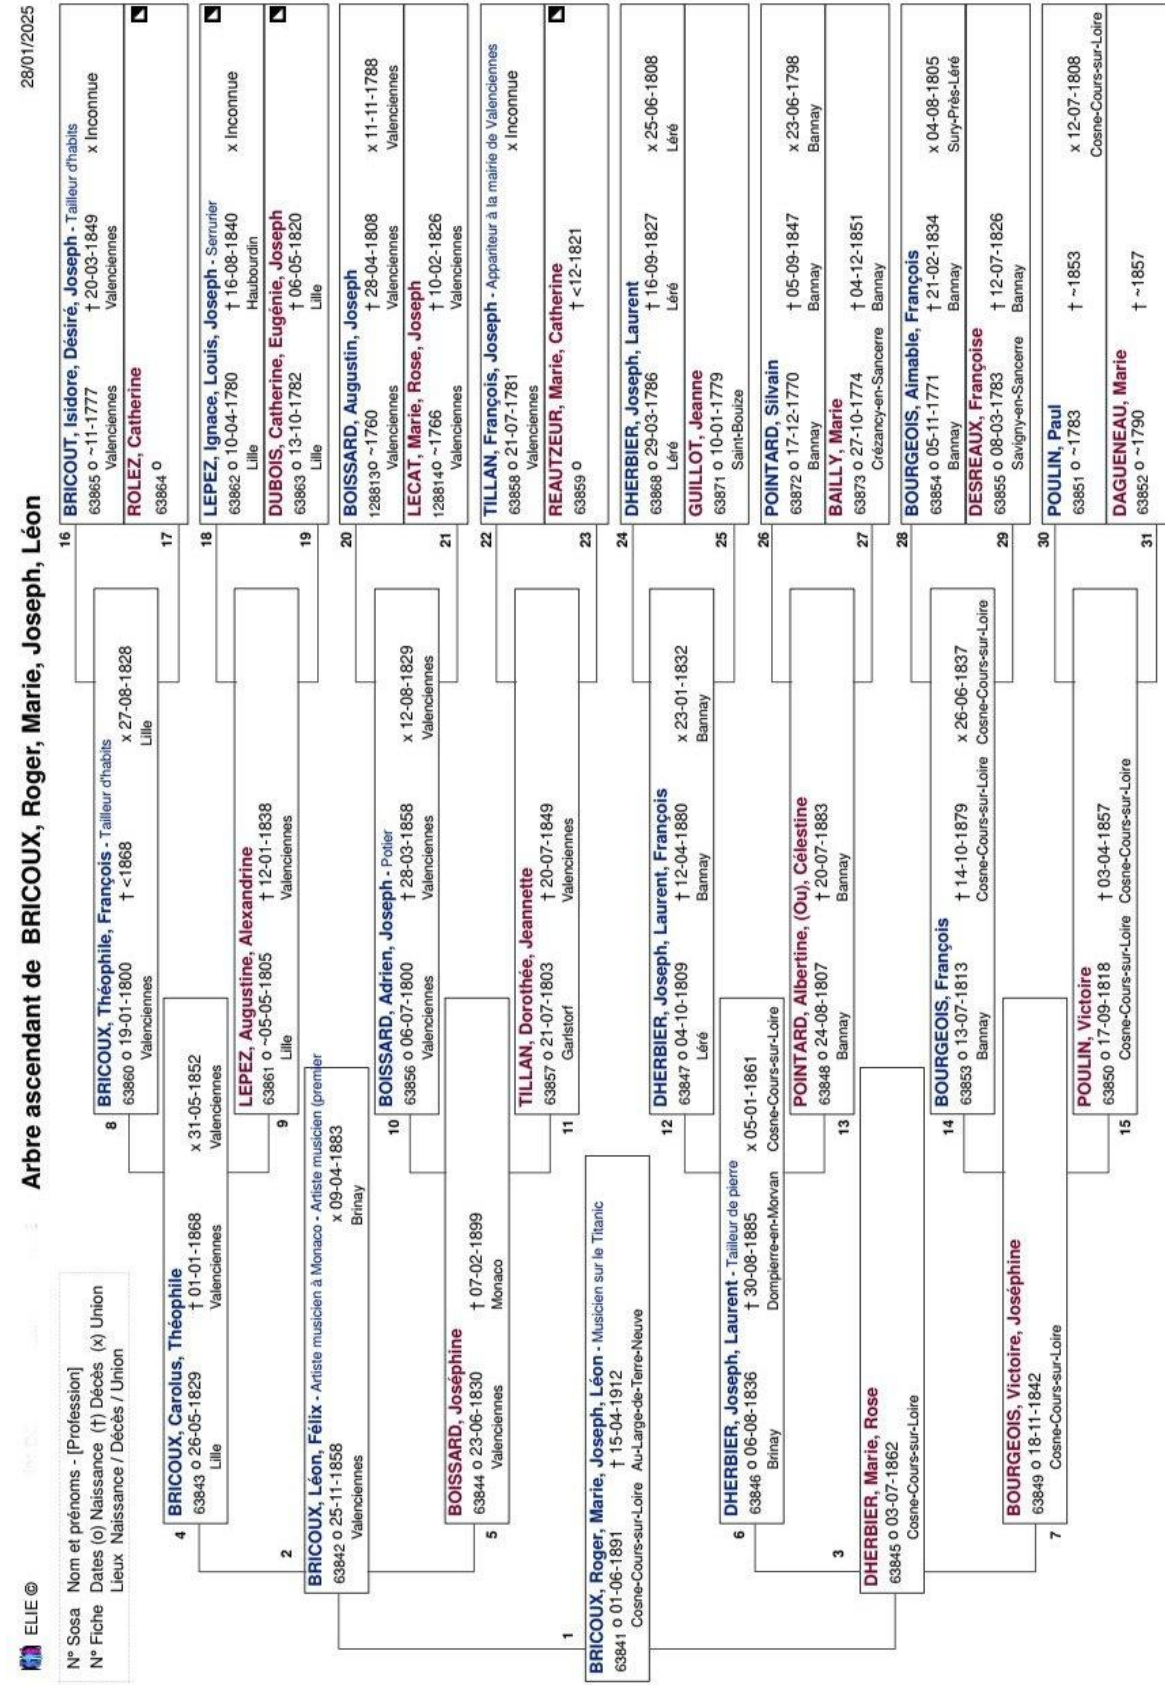 ELIE ©
Arbre ascendant de BRICOUX, Roger, Marie, Joseph, Léon
28/01/2025
N° Sosa Nom et prénoms - [Profession]
N° Fiche Dates (o) Naissance (†) Décès (x) Union
Lieux Naissance / Décès / Union
1
BRICOUX, Roger, Marie, Joseph, Léon - Musicien sur le Titanic
63841 o 01-06-1891 † 15-04-1912
Cosne-Cours-sur-Loire Au-Large-de-Terre-Neuve
2
BRICOUX, Léon, Félix - Artiste musicien à Monaco - Artiste musicien (premier
63842 o 25-11-1858 x 09-04-1883
Valenciennes Brinay
3
DHERBIER, Marie, Rose
63845 o 03-07-1862
Cosne-Cours-sur-Loire
4
BRICOUX, Carolus, Théophile
63843 o 26-05-1829 † 01-01-1868 x 31-05-1852
Lille Valenciennes Valenciennes
5
BOISSARD, Joséphine
63844 o 23-06-1830 † 07-02-1899
Valenciennes Monaco
6
DHERBIER, Joseph, Laurent - Tailleur de pierre
63846 o 06-08-1836 † 30-08-1885 x 05-01-1861
Brinay Dompierre-en-Morvan Cosne-Cours-sur-Loire
7
BOURGEOIS, Victoire, Joséphine
63849 o 18-11-1842
Cosne-Cours-sur-Loire
8
BRICOUX, Théophile, François - Tailleur d'habits
63860 o 19-01-1800 † <1868 x 27-08-1828
Valenciennes Lille
9
LEPEZ, Augustine, Alexandrine
63861 o ~05-05-1805 † 12-01-1838
Lille Valenciennes
10
BOISSARD, Adrien, Joseph - Potier
63856 o 06-07-1800 † 28-03-1858 x 12-08-1829
Valenciennes Valenciennes Valenciennes
11
TILLAN, Dorothée, Jeannette
63857 o 21-07-1803 † 20-07-1849
Garlstorf Valenciennes
12
DHERBIER, Joseph, Laurent, François
63847 o 04-10-1809 † 12-04-1880 x 23-01-1832
Léré Bannay Bannay
13
POINTARD, Albertine, (Ou), Célestine
63848 o 24-08-1807 † 20-07-1883
Bannay Bannay
14
BOURGEOIS, François
63853 o 13-07-1813 † 14-10-1879 x 26-06-1837
Bannay Cosne-Cours-sur-Loire Cosne-Cours-sur-Loire
15
POULIN, Victoire
63850 o 17-09-1818 † 03-04-1857
Cosne-Cours-sur-Loire Cosne-Cours-sur-Loire
16
BRICOUT, Isidore, Désiré, Joseph - Tailleur d'habits
63865 o ~11-1777 † 20-03-1849 x Inconnue
Valenciennes Valenciennes
ROLEZ, Catherine
63864 o
17
18
LEPEZ, Ignace, Louis, Joseph - Serrurier
63862 o 10-04-1780 † 16-08-1840 x Inconnue
Lille Haubourdin
DUBOIS, Catherine, Eugénie, Joseph
63863 o 13-10-1782 † 06-05-1820
Lille Lille
19
20
BOISSARD, Augustin, Joseph
128813o ~1760 † 28-04-1808 x 11-11-1788
Valenciennes Valenciennes Valenciennes
LECAT, Marie, Rose, Joseph
128814o ~1766 † 10-02-1826
Valenciennes Valenciennes
21
22
TILLAN, François, Joseph - Appariteur à la mairie de Valenciennes
63858 o 21-07-1781 x Inconnue
Valenciennes
REAUTZEUR, Marie, Catherine
63859 o † <12-1821
23
24
DHERBIER, Joseph, Laurent
63868 o 29-03-1786 † 16-09-1827 x 25-06-1808
Léré Léré Léré
GUILLOT, Jeanne
63871 o 10-01-1779
Saint-Bouize
25
26
POINTARD, Silvain
63872 o 17-12-1770 † 05-09-1847 x 23-06-1798
Bannay Bannay Bannay
BAILLY, Marie
63873 o 27-10-1774 † 04-12-1851
Crézancy-en-Sancerre Bannay
27
28
BOURGEOIS, Aimable, François
63854 o 05-11-1771 † 21-02-1834 x 04-08-1805
Bannay Bannay Sury-Près-Léré
DESREAUX, Françoise
63855 o 08-03-1783 † 12-07-1826
Savigny-en-Sancerre Bannay
29
30
POULIN, Paul
63851 o ~1783 † ~1853 x 12-07-1808
Cosne-Cours-sur-Loire
DAGUENEAU, Marie
63852 o ~1790 † ~1857
31